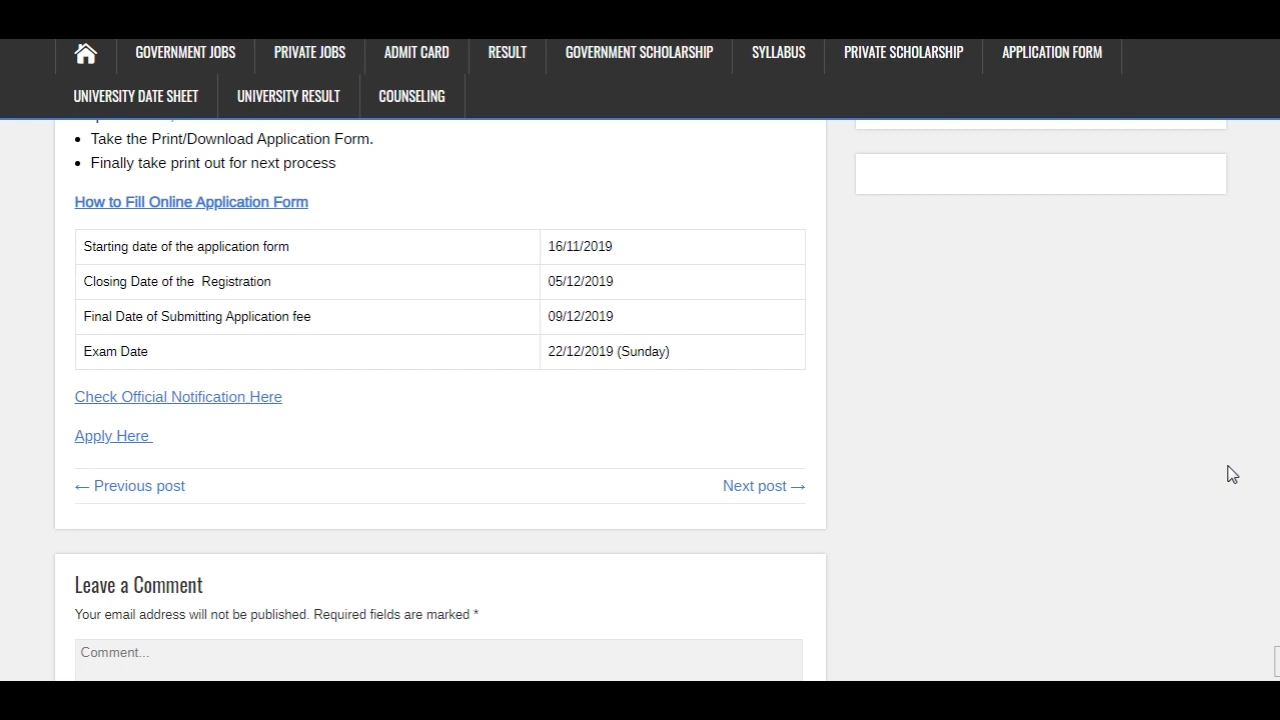 GOVERNMENT JOBS PRIVATE JOBS ADMIT CARD RESULT GOVERNMENT SCHOLARSHIP SYLLABUS PRIVATE SCHOLARSHIP APPLICATION FORM
UNIVERSITY DATE SHEET UNIVERSITY RESULT COUNSELING
Take the Print/Download Application Form.
Finally take print out for next process
How to Fill Online Application Form
Starting date of the application form 16/11/2019
Closing Date of the  Registration 05/12/2019
Final Date of Submitting Application fee 09/12/2019
Exam Date 22/12/2019 (Sunday)
Check Official Notification Here
Apply Here
← Previous post Next post →
Leave a Comment
Your email address will not be published. Required fields are marked *
Comment...